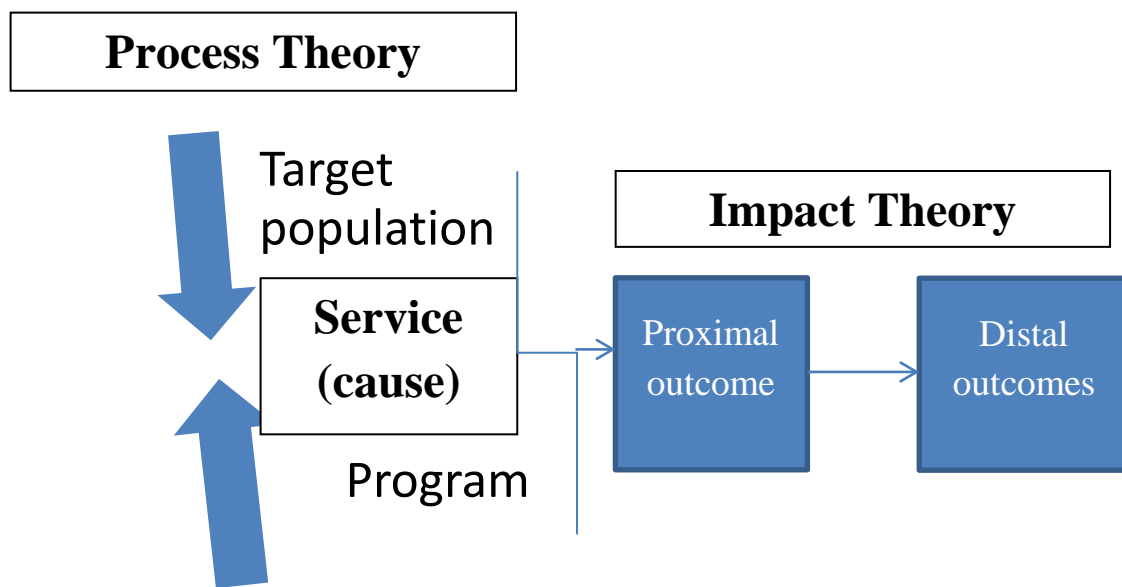 Process Theory
Target
population
Impact Theory
Service
(cause)
Proximal
outcome
Distal
outcomes
Program